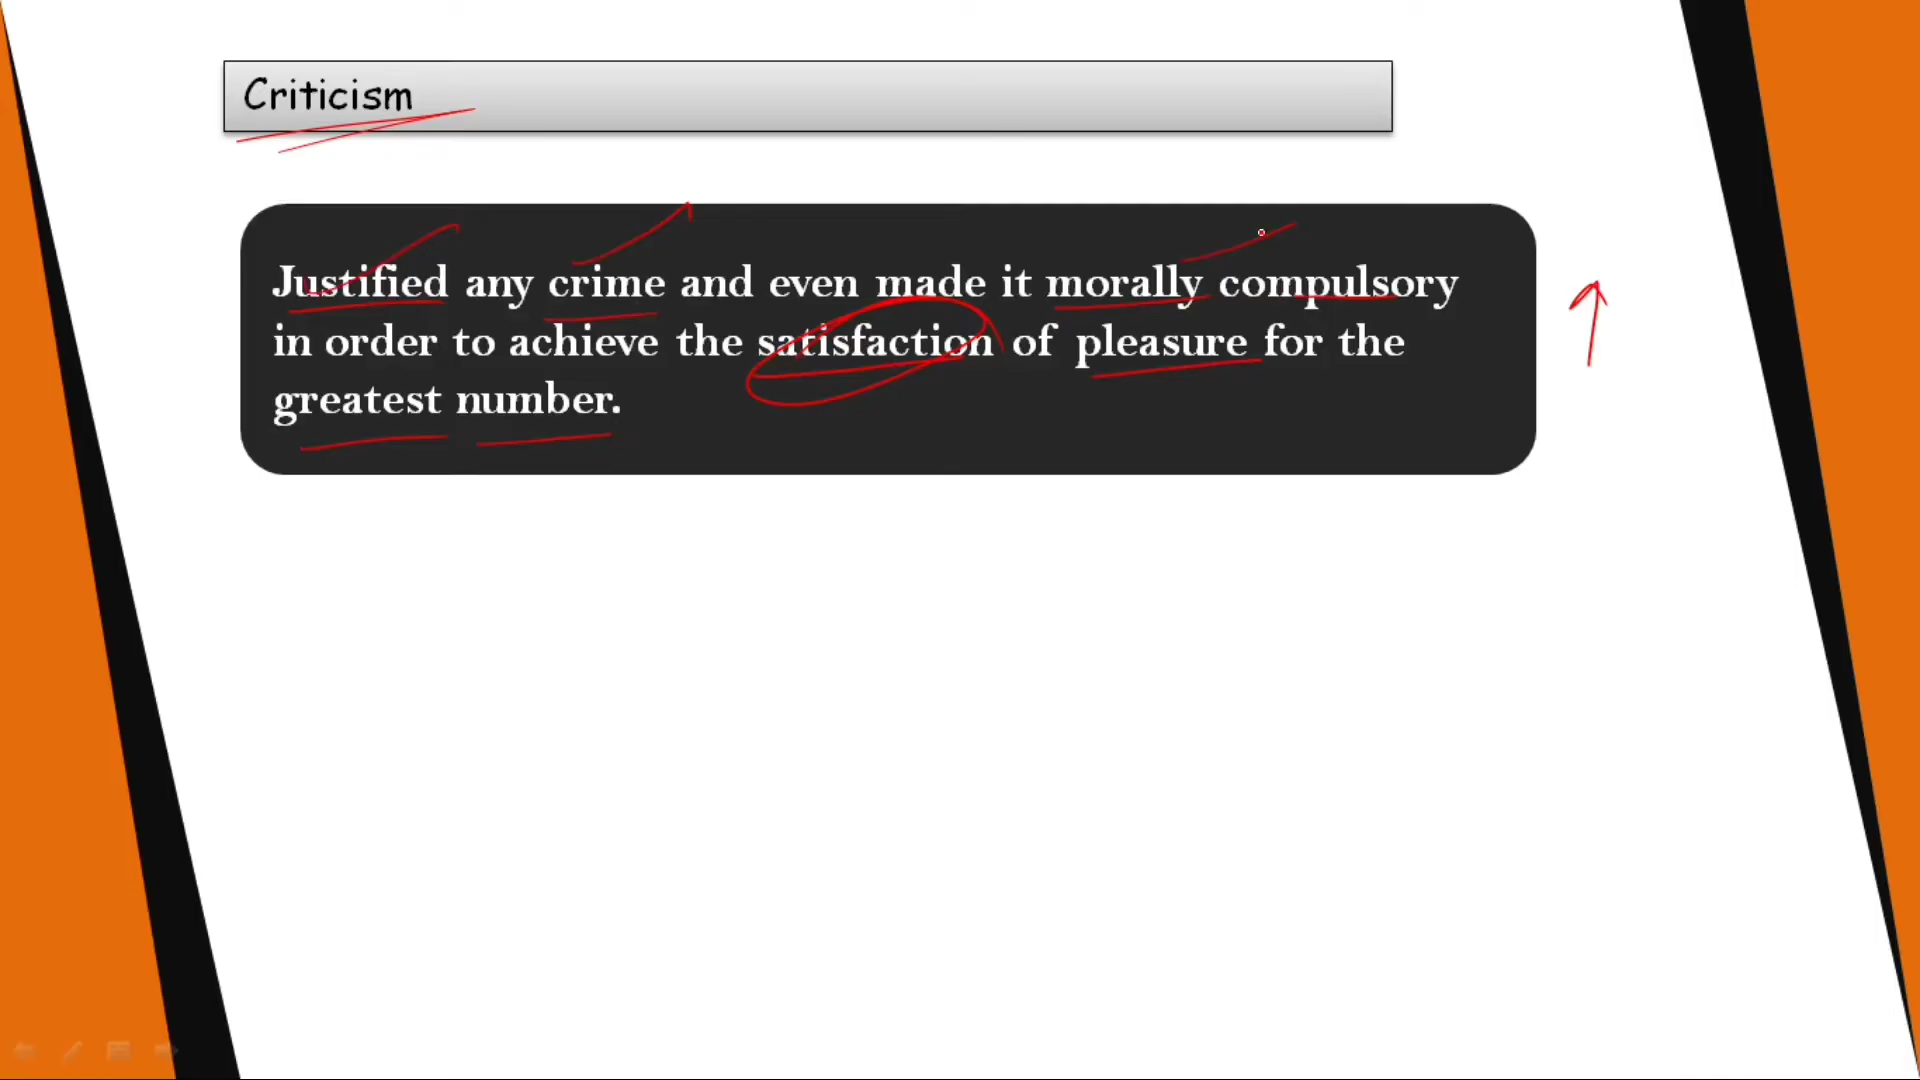 Criticism
Justified any crime and even made it morally compulsory
in order to achieve the satisfaction of pleasure for the
greatest number.